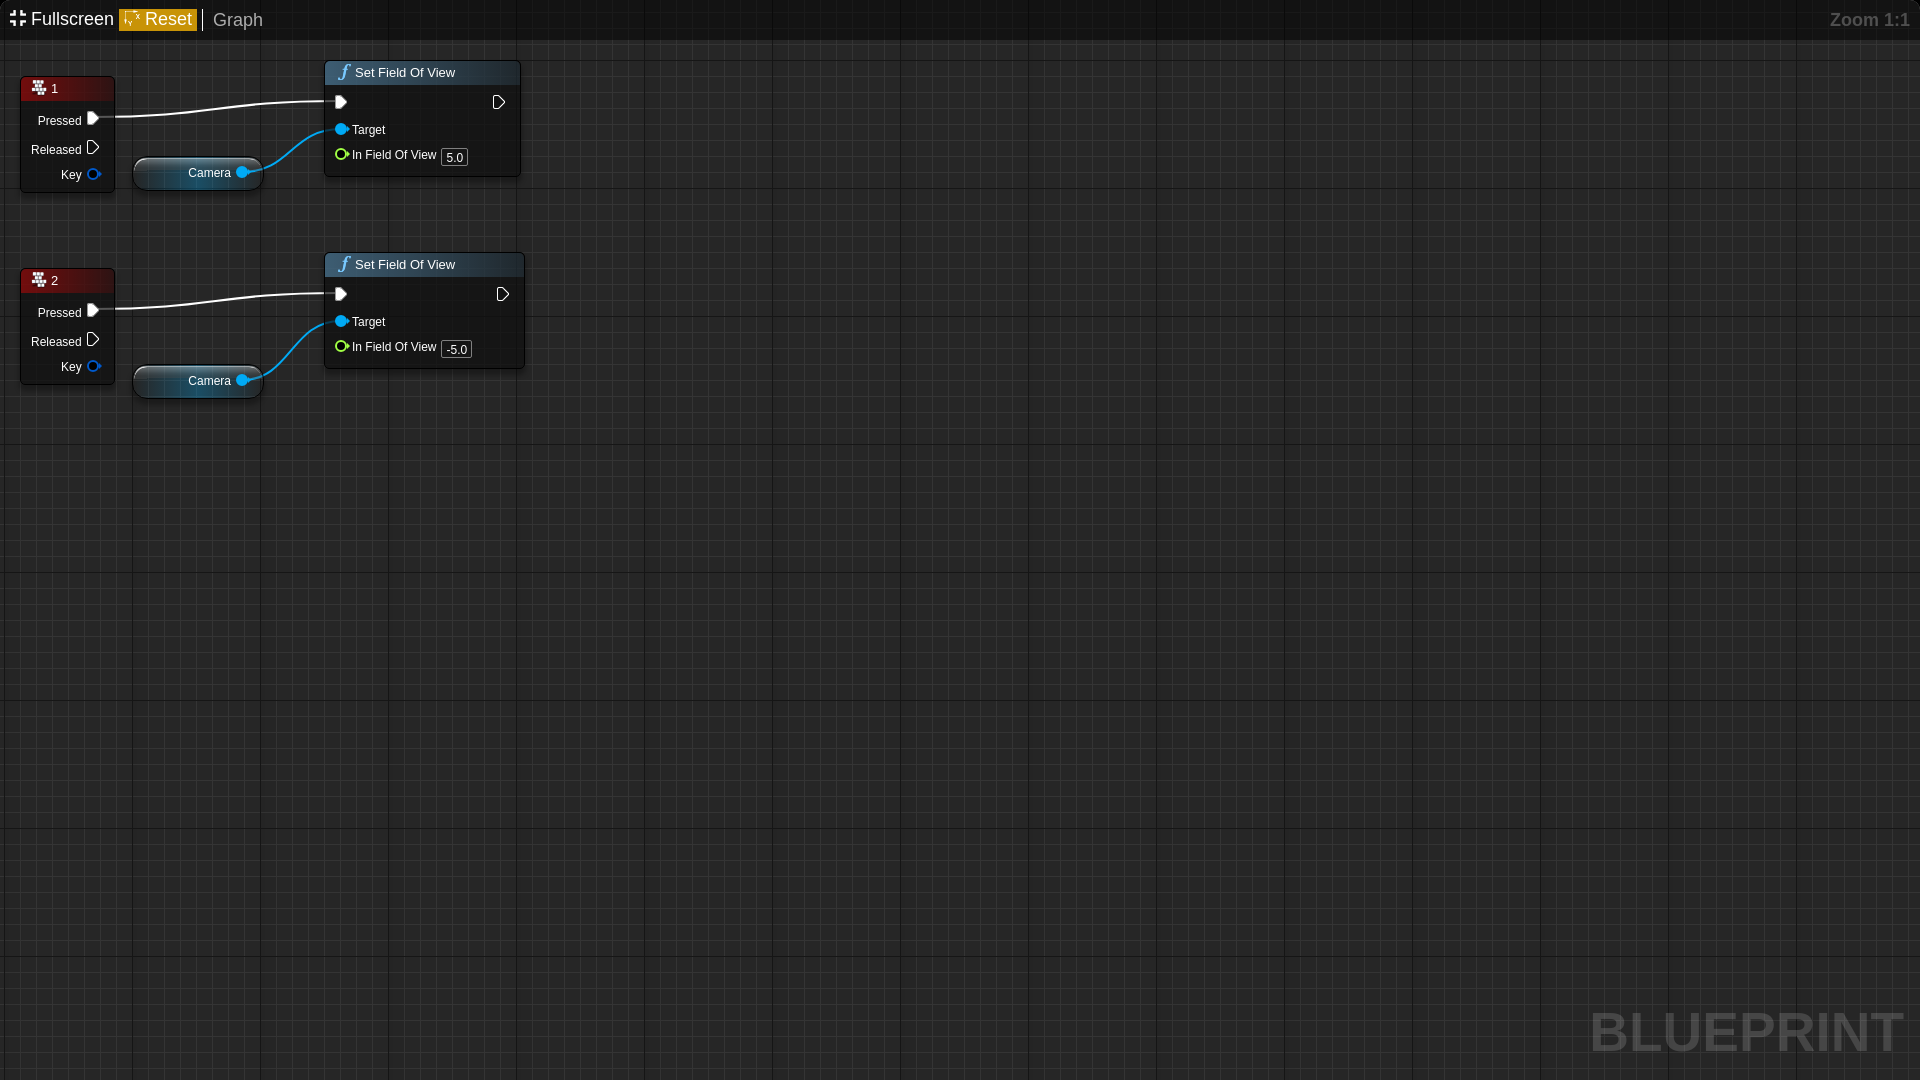 Fullscreen Reset Graph Zoom 1:1
1
Pressed
Released
Key
Camera
Set Field Of View
Target
In Field Of View 5.0
2
Pressed
Released
Key
Camera
Set Field Of View
Target
In Field Of View -5.0
BLUEPRINT